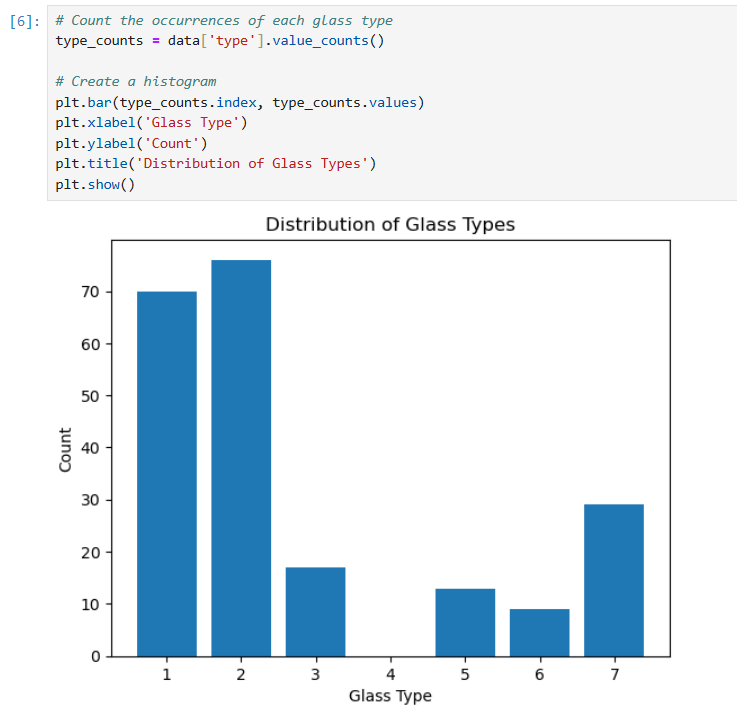 [6]:
# Count the occurrences of each glass type
type_counts = data['type'].value_counts()
# Create a histogram
plt.bar(type_counts.index, type_counts.values)
plt.xlabel('Glass Type')
plt.ylabel('Count')
plt.title('Distribution of Glass Types')
plt.show()
Distribution of Glass Types
Count
70
60
50
40
30
20
10
0
1 2 3 4 5 6 7
Glass Type